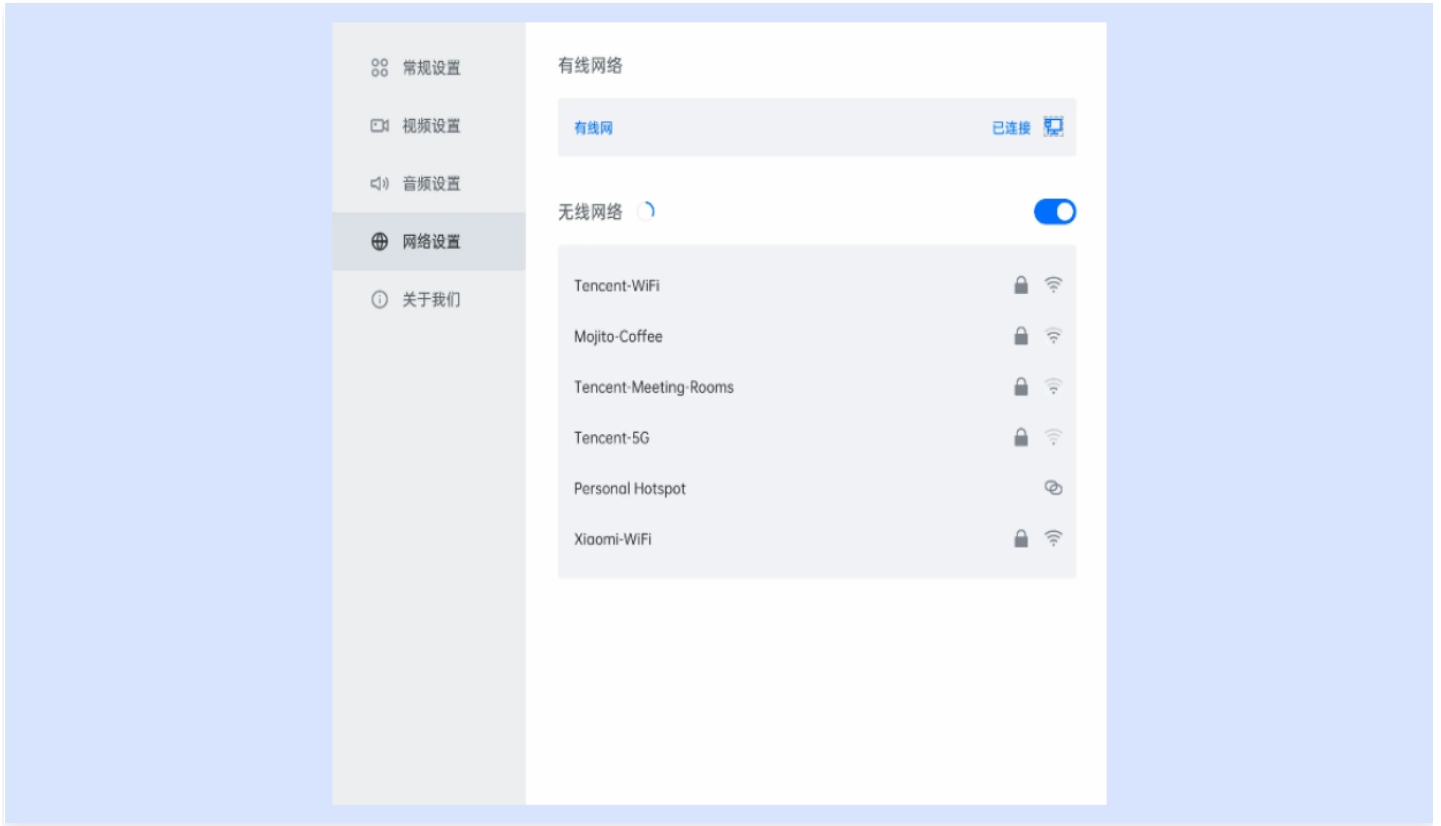 常规设置
视频设置
音频设置
网络设置
关于我们
有线网络
有线网 已连接
无线网络
Tencent-WiFi
Mojito-Coffee
Tencent-Meeting-Rooms
Tencent-5G
Personal Hotspot
Xiaomi-WiFi